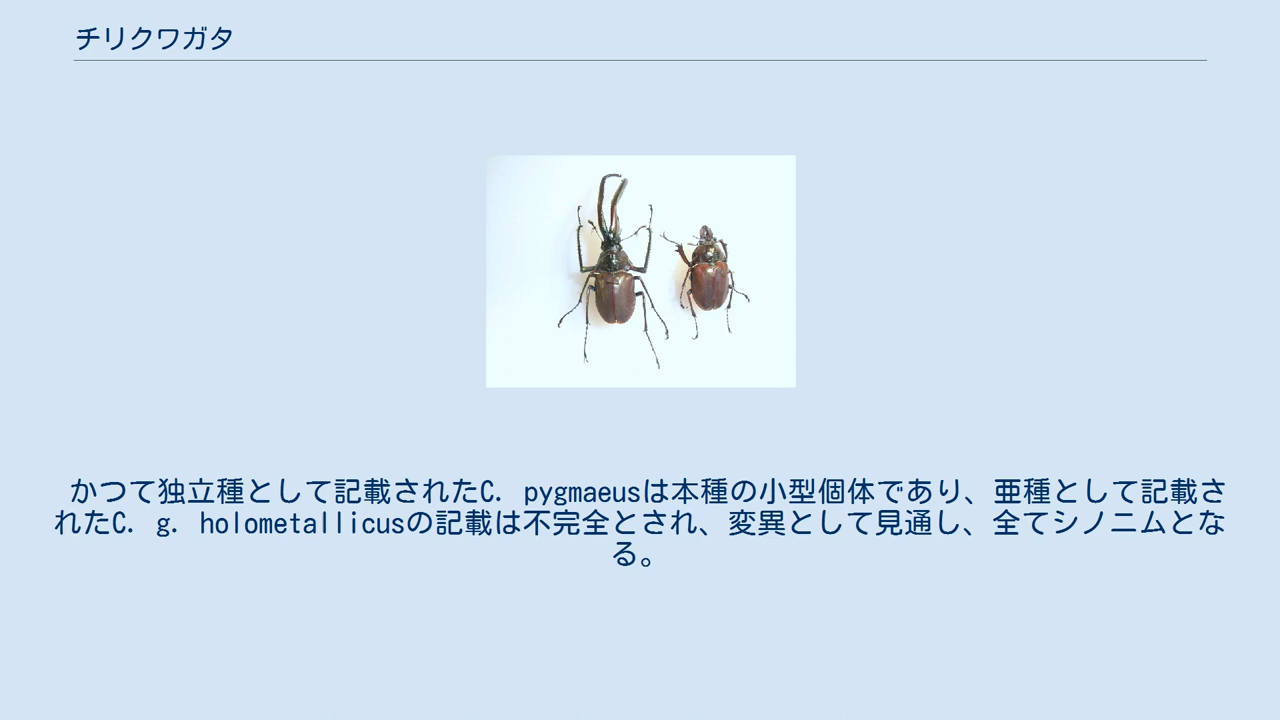 チリクワガタ
かつて独立種として記載されたC. pygmaeusは本種の小型個体であり、亜種として記載さ
れたC. g. holometallicusの記載は不完全とされ、変異として見通し、全てシノニムとな
る。